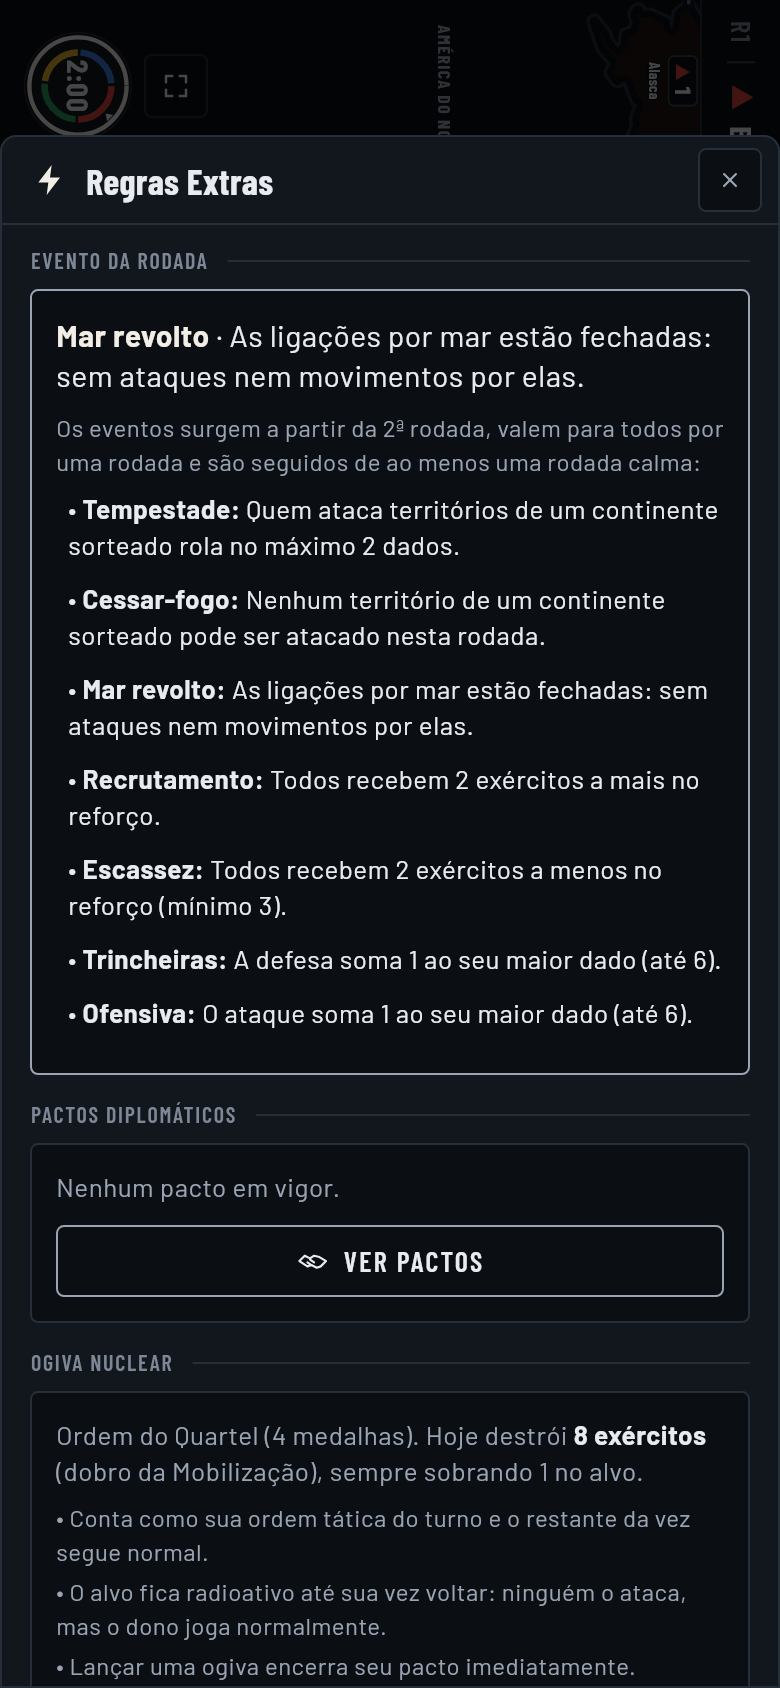 2:00
AMÉRICA DO NO
Alasca
1
R1
Regras Extras
EVENTO DA RODADA
Mar revolto · As ligações por mar estão fechadas:
sem ataques nem movimentos por elas.
Os eventos surgem a partir da 2ª rodada, valem para todos por
uma rodada e são seguidos de ao menos uma rodada calma:
• Tempestade: Quem ataca territórios de um continente
sorteado rola no máximo 2 dados.
• Cessar-fogo: Nenhum território de um continente
sorteado pode ser atacado nesta rodada.
• Mar revolto: As ligações por mar estão fechadas: sem
ataques nem movimentos por elas.
• Recrutamento: Todos recebem 2 exércitos a mais no
reforço.
• Escassez: Todos recebem 2 exércitos a menos no
reforço (mínimo 3).
• Trincheiras: A defesa soma 1 ao seu maior dado (até 6).
• Ofensiva: O ataque soma 1 ao seu maior dado (até 6).
PACTOS DIPLOMÁTICOS
Nenhum pacto em vigor.
VER PACTOS
OGIVA NUCLEAR
Ordem do Quartel (4 medalhas). Hoje destrói 8 exércitos
(dobro da Mobilização), sempre sobrando 1 no alvo.
• Conta como sua ordem tática do turno e o restante da vez
segue normal.
• O alvo fica radioativo até sua vez voltar: ninguém o ataca,
mas o dono joga normalmente.
• Lançar uma ogiva encerra seu pacto imediatamente.